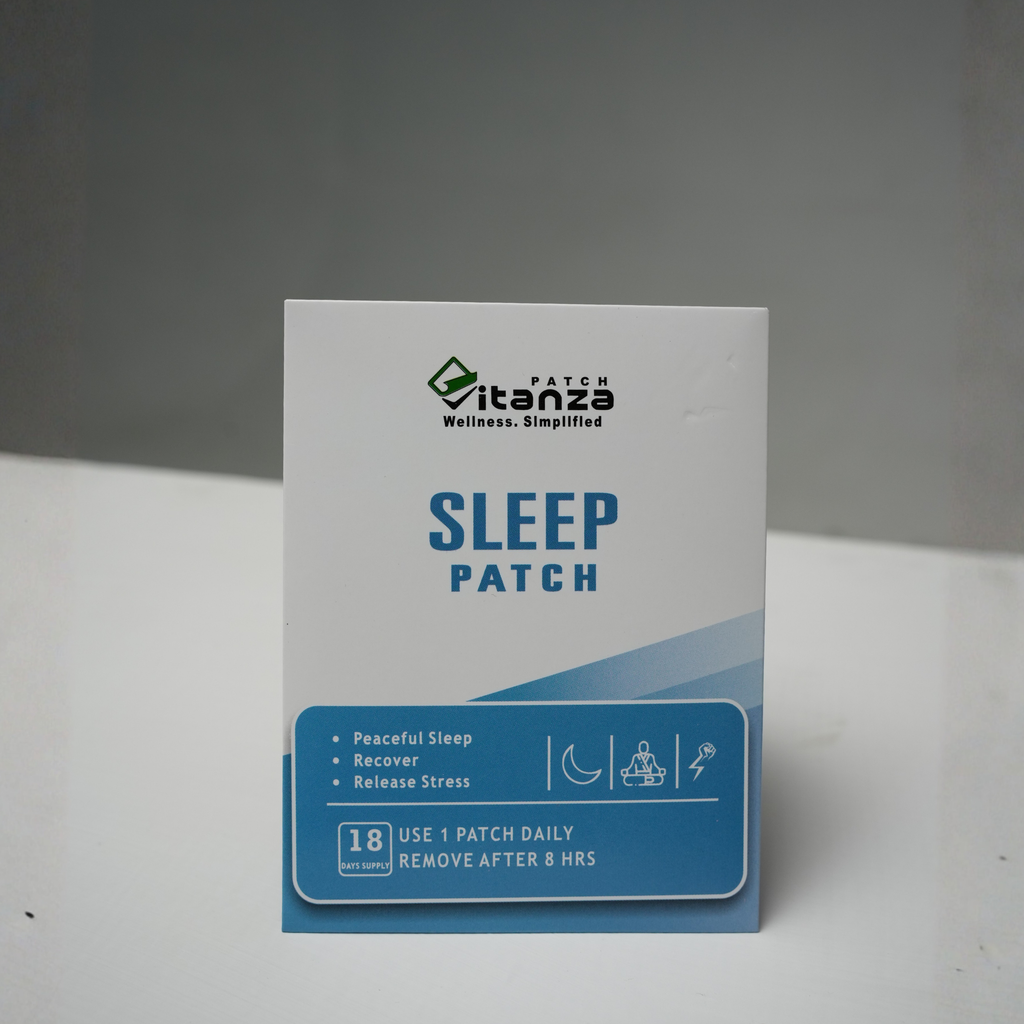 PATCH
Vitanza
Wellness. Simplified
SLEEP
PATCH
• Peaceful Sleep
• Recover
• Release Stress
18
DAYS SUPPLY
USE 1 PATCH DAILY
REMOVE AFTER 8 HRS